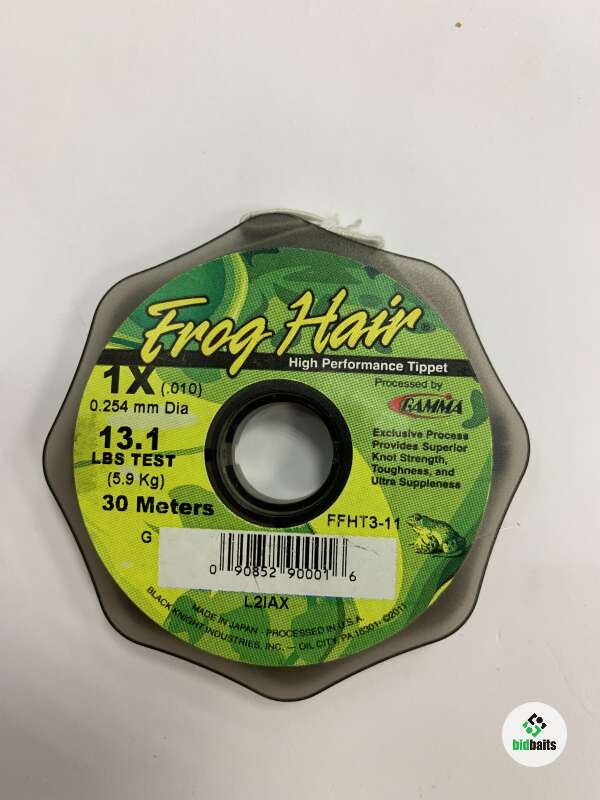 Frog Hair®
High Performance Tippet
1X (.010)
0.254 mm Dia
13.1
LBS TEST
(5.9 Kg)
30 Meters
Processed by
GAMMA
Exclusive Process
Provides Superior
Knot Strength,
Toughness, and
Ultra Suppleness
FFHT3-11
G
0 90852 90001 6
L2IAX
MADE IN JAPAN - PROCESSED IN U.S.A.
BLACK KNIGHT INDUSTRIES, INC. — OIL CITY, PA 16301 ©2011
bidbaits